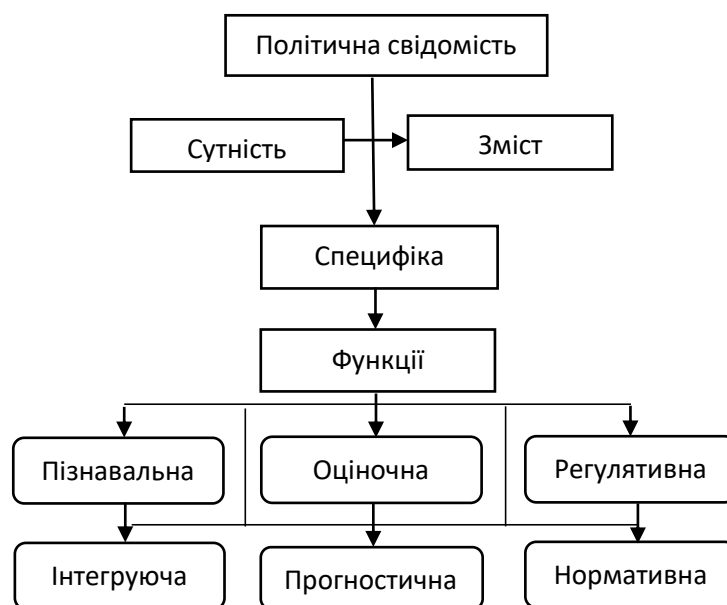 Політична свідомість
Сутність
Зміст
Специфіка
Функції
Пізнавальна
Оціночна
Регулятивна
Інтегруюча
Прогностична
Нормативна